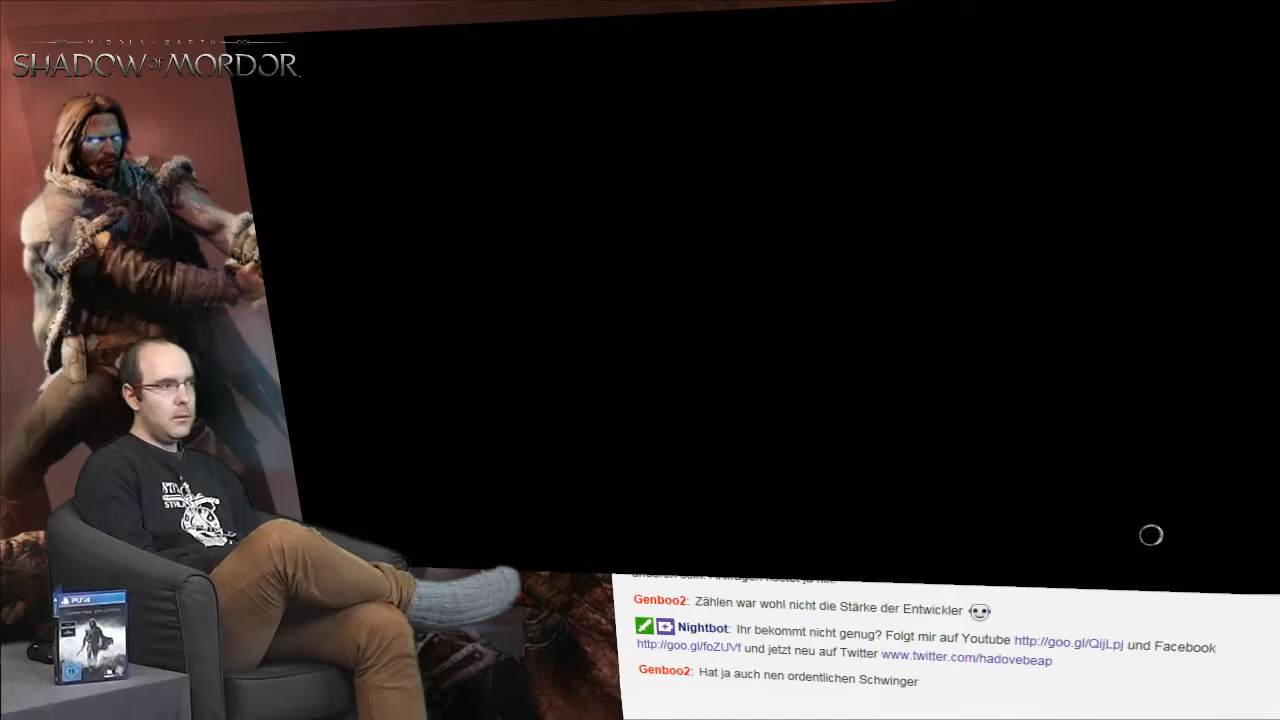 MIDDLE-EARTH
SHADOW OF MORDOR
Genboo2: Zählen war wohl nicht die Stärke der Entwickler
Nightbot: Ihr bekommt nicht genug? Folgt mir auf Youtube http://goo.gl/QijLpj und Facebook
http://goo.gl/foZUVf und jetzt neu auf Twitter www.twitter.com/hadovebeap
Genboo2: Hat ja auch nen ordentlichen Schwinger
PS4